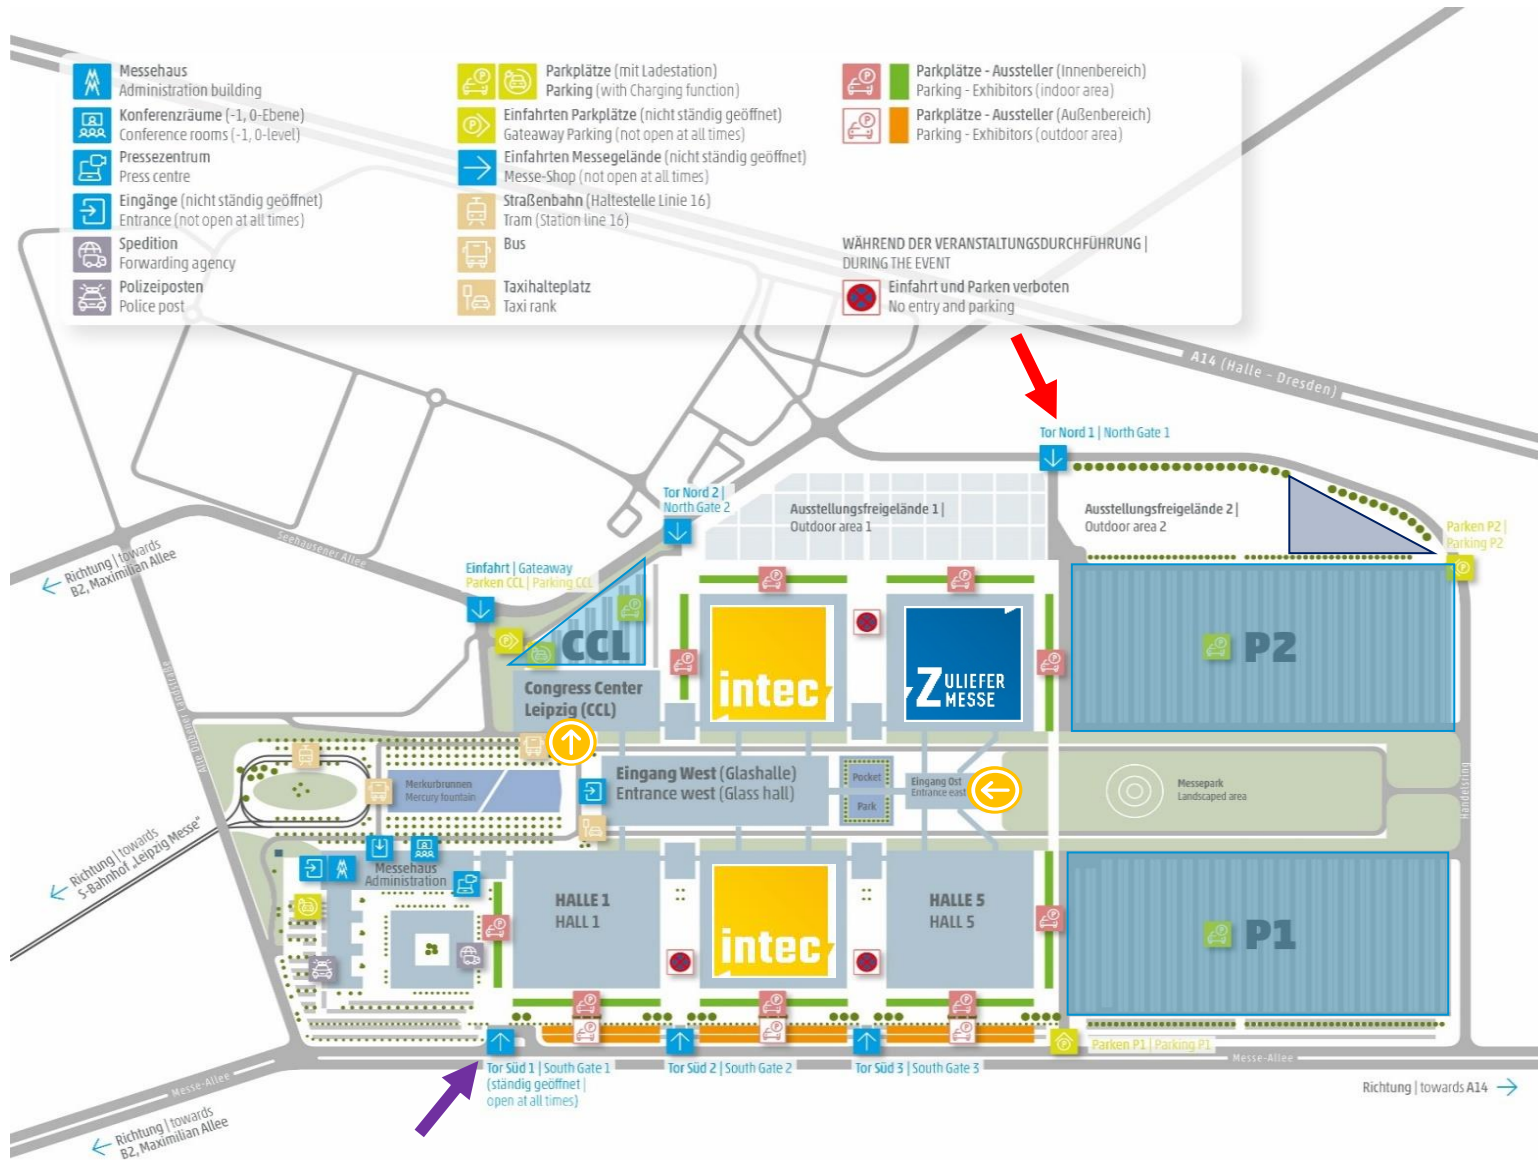 Messehaus
Administration building
Konferenzräume (-1, 0-Ebene)
Conference rooms (-1, 0-level)
Pressezentrum
Press centre
Eingänge (nicht ständig geöffnet)
Entrance (not open at all times)
Spedition
Forwarding agency
Polizeiposten
Police post
Parkplätze (mit Ladestation)
Parking (with Charging function)
Einfahrten Parkplätze (nicht ständig geöffnet)
Gateaway Parking (not open at all times)
Einfahrten Messegelände (nicht ständig geöffnet)
Messe-Shop (not open at all times)
Straßenbahn (Haltestelle Linie 16)
Tram (Station line 16)
Bus
Taxihalteplatz
Taxi rank
Parkplätze - Aussteller (Innenbereich)
Parking - Exhibitors (indoor area)
Parkplätze - Aussteller (Außenbereich)
Parking - Exhibitors (outdoor area)
WÄHREND DER VERANSTALTUNGSDURCHFÜHRUNG |
DURING THE EVENT
Einfahrt und Parken verboten
No entry and parking
A14 (Halle - Dresden)
Tor Nord 1 | North Gate 1
Tor Nord 2 |
North Gate 2
Ausstellungsfreigelände 1 |
Outdoor area 1
Ausstellungsfreigelände 2 |
Outdoor area 2
Parken P2 |
Parking P2
Seehausener Allee
Richtung | towards
B2, Maximilian Allee
Einfahrt | Gateaway
Parken CCL | Parking CCL
CCL
Congress Center
Leipzig (CCL)
intec
ZULIEFER
MESSE
P2
Alte Dübener Landstraße
Merkurbrunnen
Mercury fountain
Eingang West (Glashalle)
Entrance west (Glass hall)
Pocket
Park
Eingang Ost
Entrance east
Messepark
Landscaped area
Handelsring
Richtung | towards
S-Bahnhof „Leipzig Messe"
Messehaus
Administration
HALLE 1
HALL 1
intec
HALLE 5
HALL 5
P1
Parken P1 | Parking P1
Messe-Allee
Tor Süd 1 | South Gate 1
(ständig geöffnet |
open at all times)
Tor Süd 2 | South Gate 2
Tor Süd 3 | South Gate 3
Richtung | towards A14
Messe-Allee
Richtung | towards
B2, Maximilian Allee